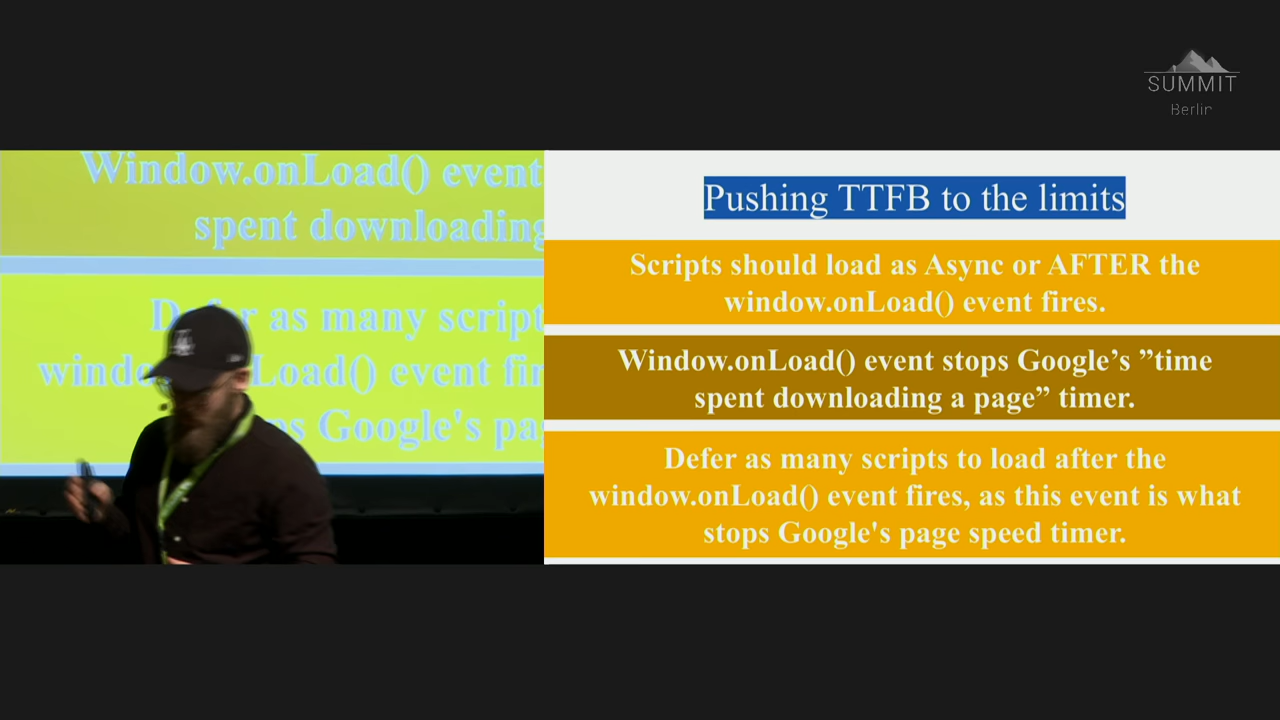 SUMMIT
Berlin
Window.onLoad() event
spent downloading
Defer as many script
Load() event fir
Google's pa
Pushing TTFB to the limits
Scripts should load as Async or AFTER the
window.onLoad() event fires.
Window.onLoad() event stops Google’s ”time
spent downloading a page” timer.
Defer as many scripts to load after the
window.onLoad() event fires, as this event is what
stops Google's page speed timer.